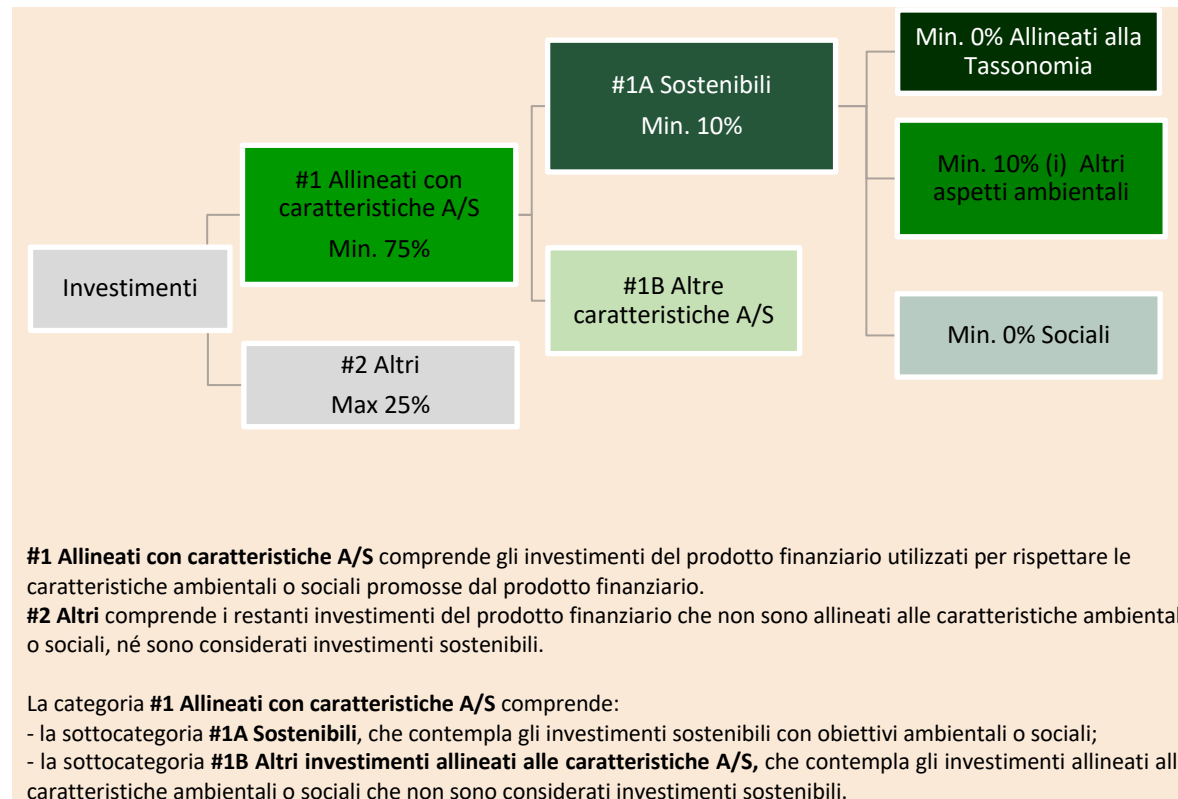 Investimenti
#1 Allineati con
caratteristiche A/S
Min. 75%
#2 Altri
Max 25%
#1A Sostenibili
Min. 10%
#1B Altre
caratteristiche A/S
Min. 0% Allineati alla
Tassonomia
Min. 10% (i) Altri
aspetti ambientali
Min. 0% Sociali
#1 Allineati con caratteristiche A/S comprende gli investimenti del prodotto finanziario utilizzati per rispettare le
caratteristiche ambientali o sociali promosse dal prodotto finanziario.
#2 Altri comprende i restanti investimenti del prodotto finanziario che non sono allineati alle caratteristiche ambiental
o sociali, né sono considerati investimenti sostenibili.
La categoria #1 Allineati con caratteristiche A/S comprende:
- la sottocategoria #1A Sostenibili, che contempla gli investimenti sostenibili con obiettivi ambientali o sociali;
- la sottocategoria #1B Altri investimenti allineati alle caratteristiche A/S, che contempla gli investimenti allineati all
caratteristiche ambientali o sociali che non sono considerati investimenti sostenibili.